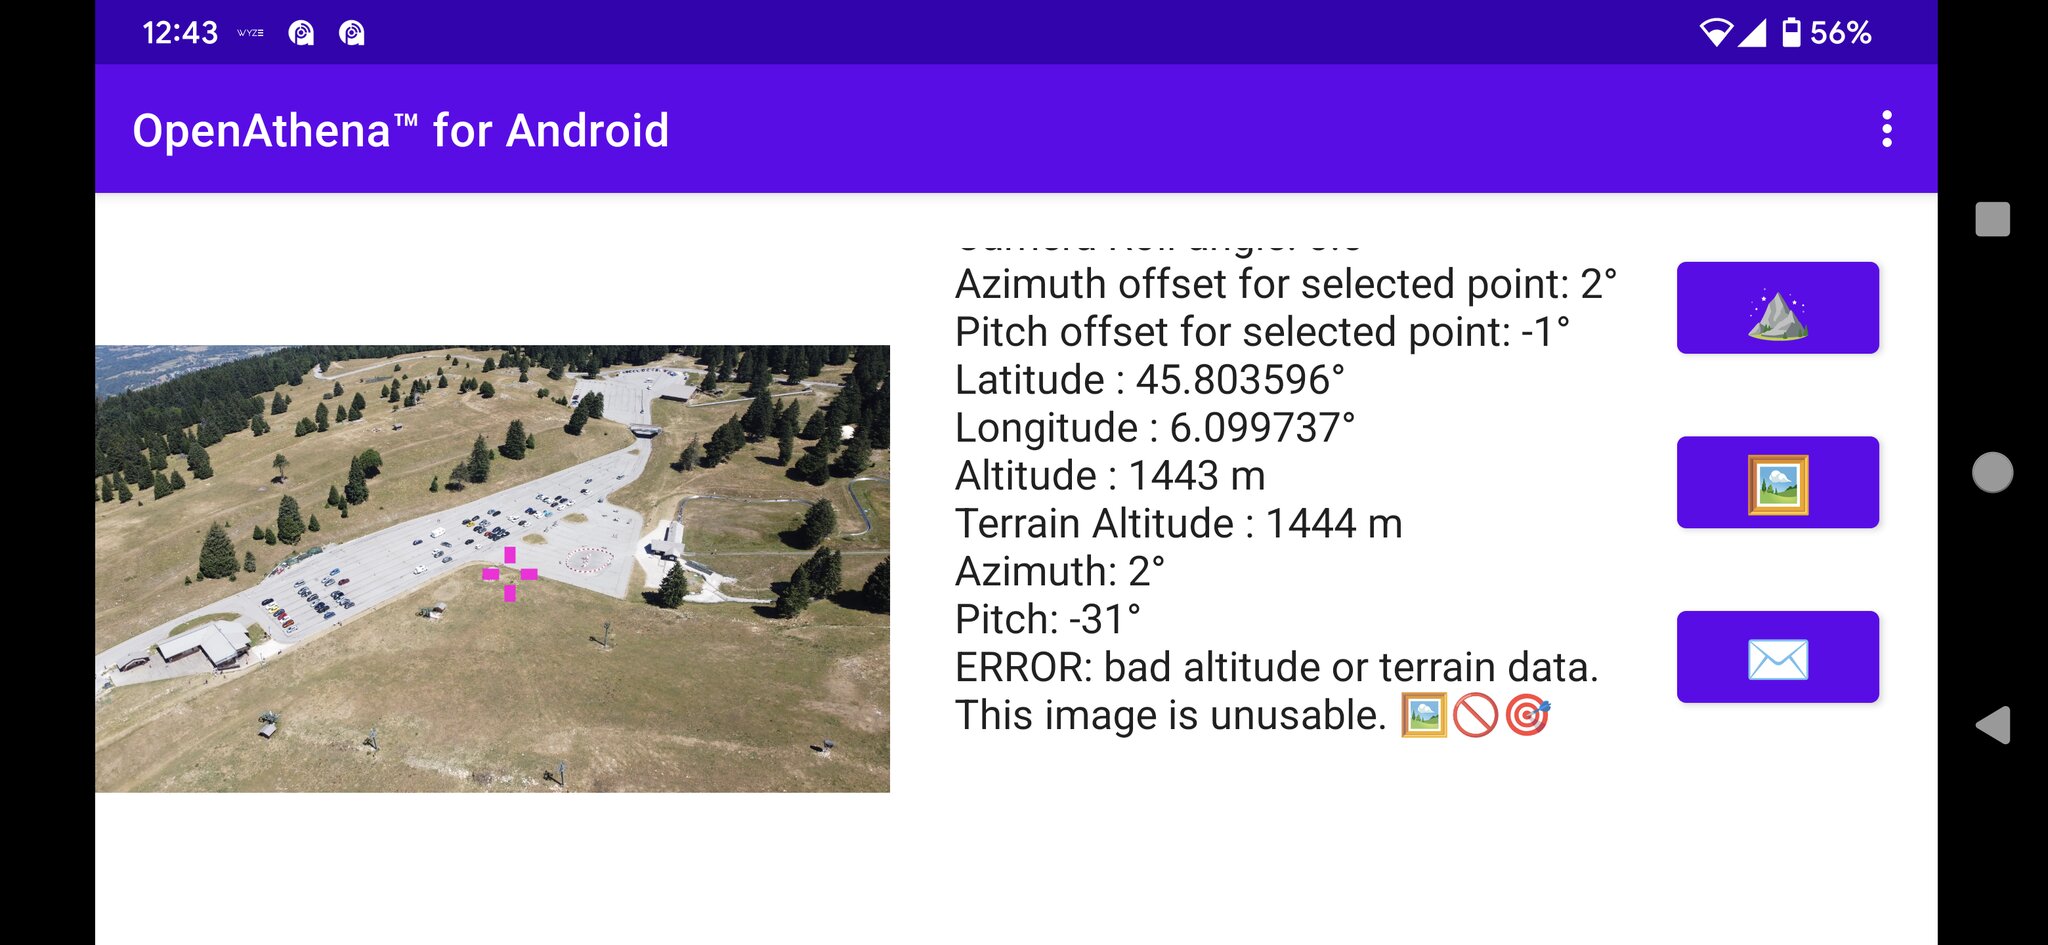 12:43 WYZE 56%
OpenAthena™ for Android
Azimuth offset for selected point: 2°
Pitch offset for selected point: -1°
Latitude : 45.803596°
Longitude : 6.099737°
Altitude : 1443 m
Terrain Altitude : 1444 m
Azimuth: 2°
Pitch: -31°
ERROR: bad altitude or terrain data.
This image is unusable. 🖼️🚫🎯